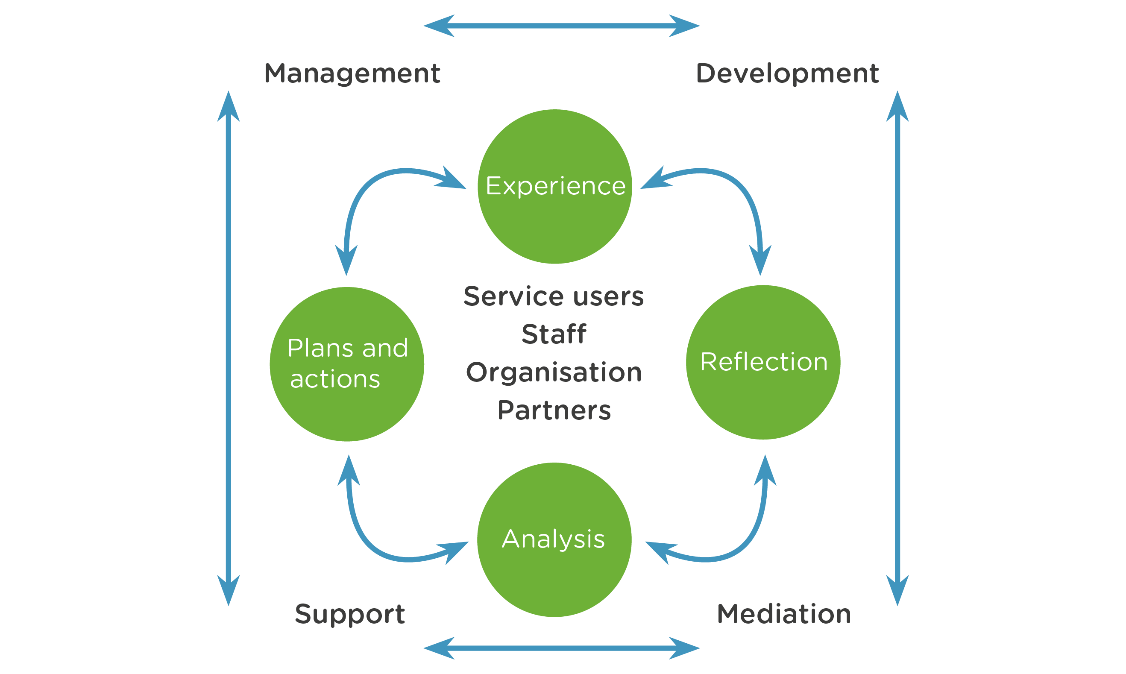 Management
Development
Experience
Service users
Staff
Organisation
Partners
Plans and
actions
Reflection
Analysis
Support
Mediation